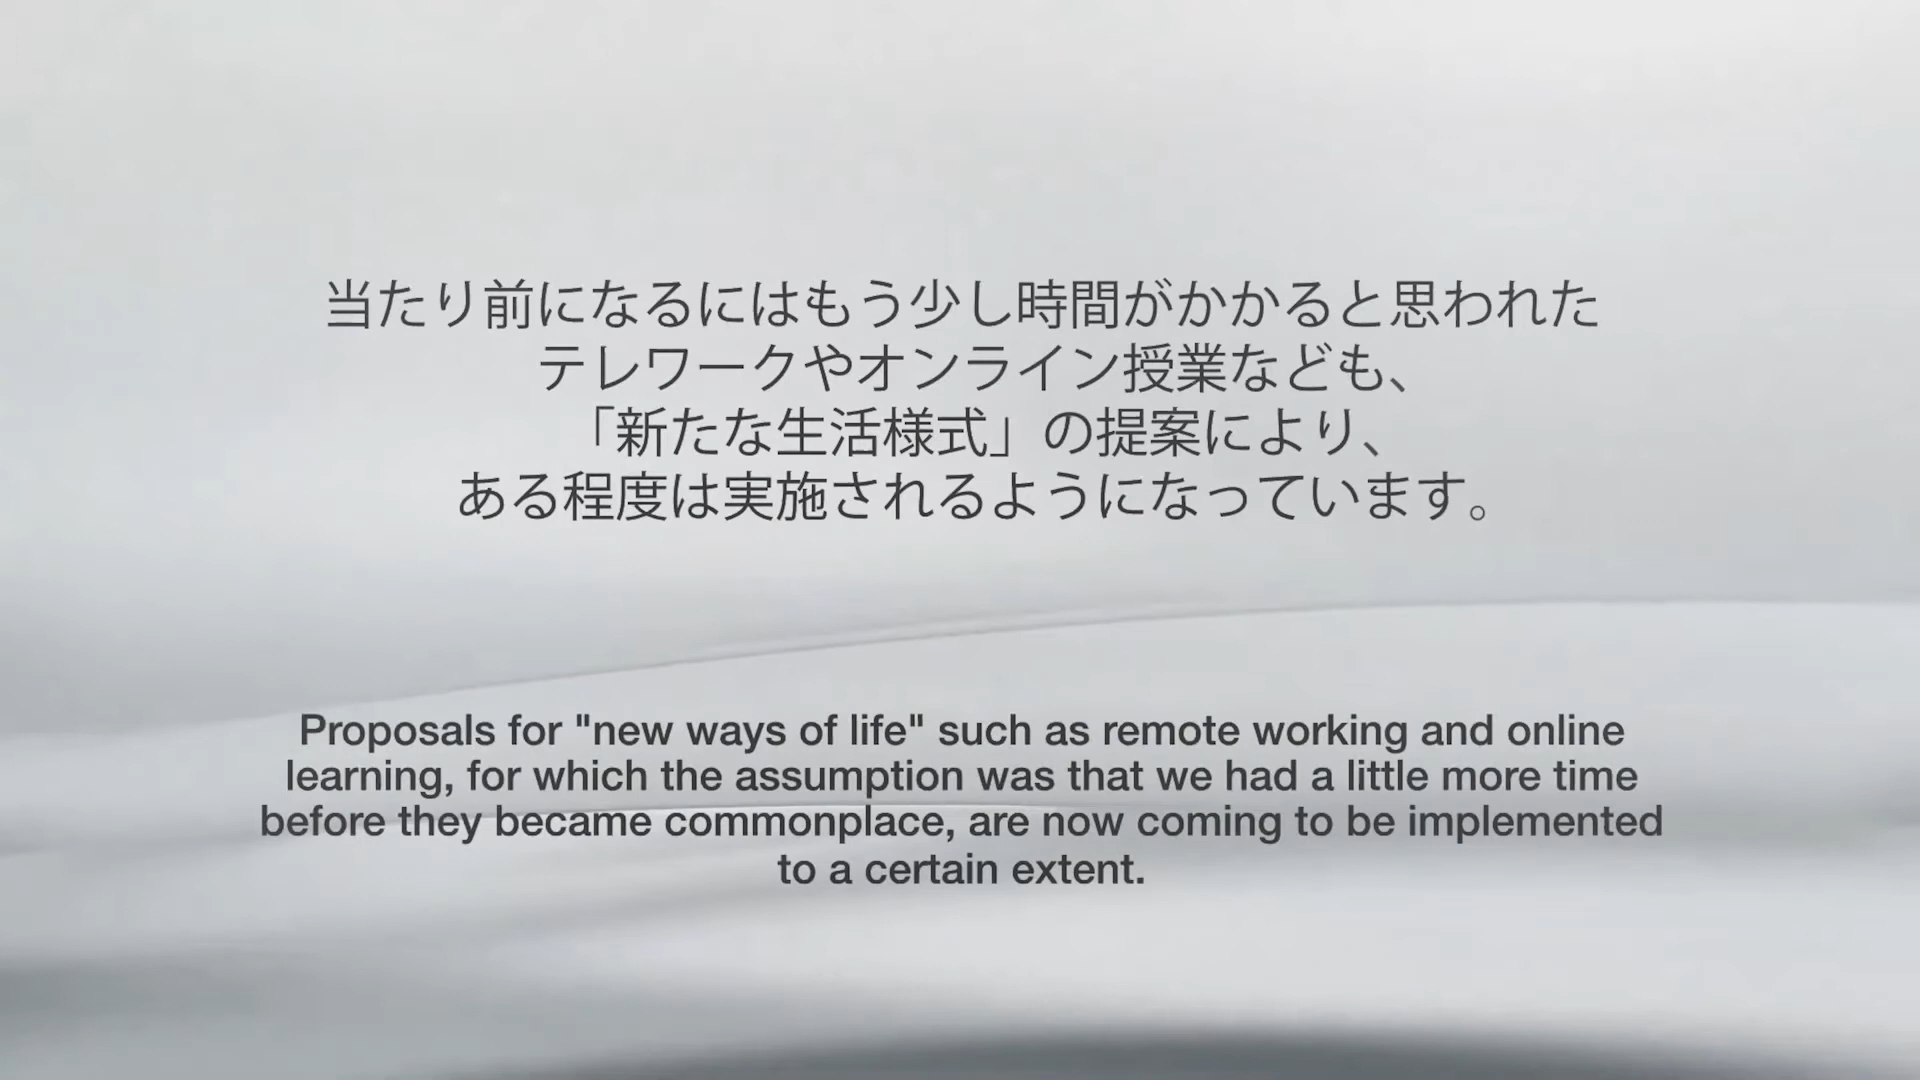 当たり前になるにはもう少し時間がかかると思われた
テレワークやオンライン授業なども、
「新たな生活様式」の提案により、
ある程度は実施されるようになっています。
Proposals for "new ways of life" such as remote working and online
learning, for which the assumption was that we had a little more time
before they became commonplace, are now coming to be implemented
to a certain extent.